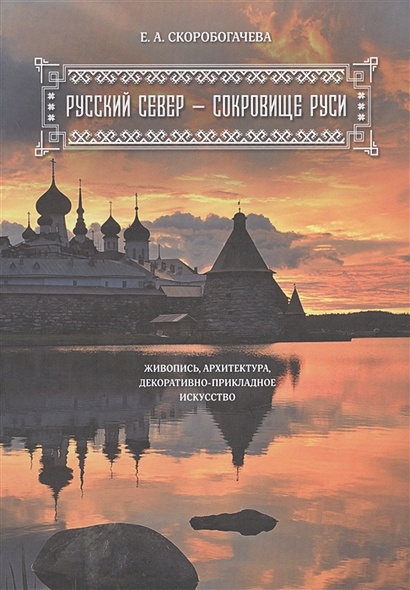 Е. А. СКОРОБОГАЧЕВА
РУССКИЙ СЕВЕР – СОКРОВИЩЕ РУСИ
ЖИВОПИСЬ, АРХИТЕКТУРА,
ДЕКОРАТИВНО-ПРИКЛАДНОЕ
ИСКУССТВО